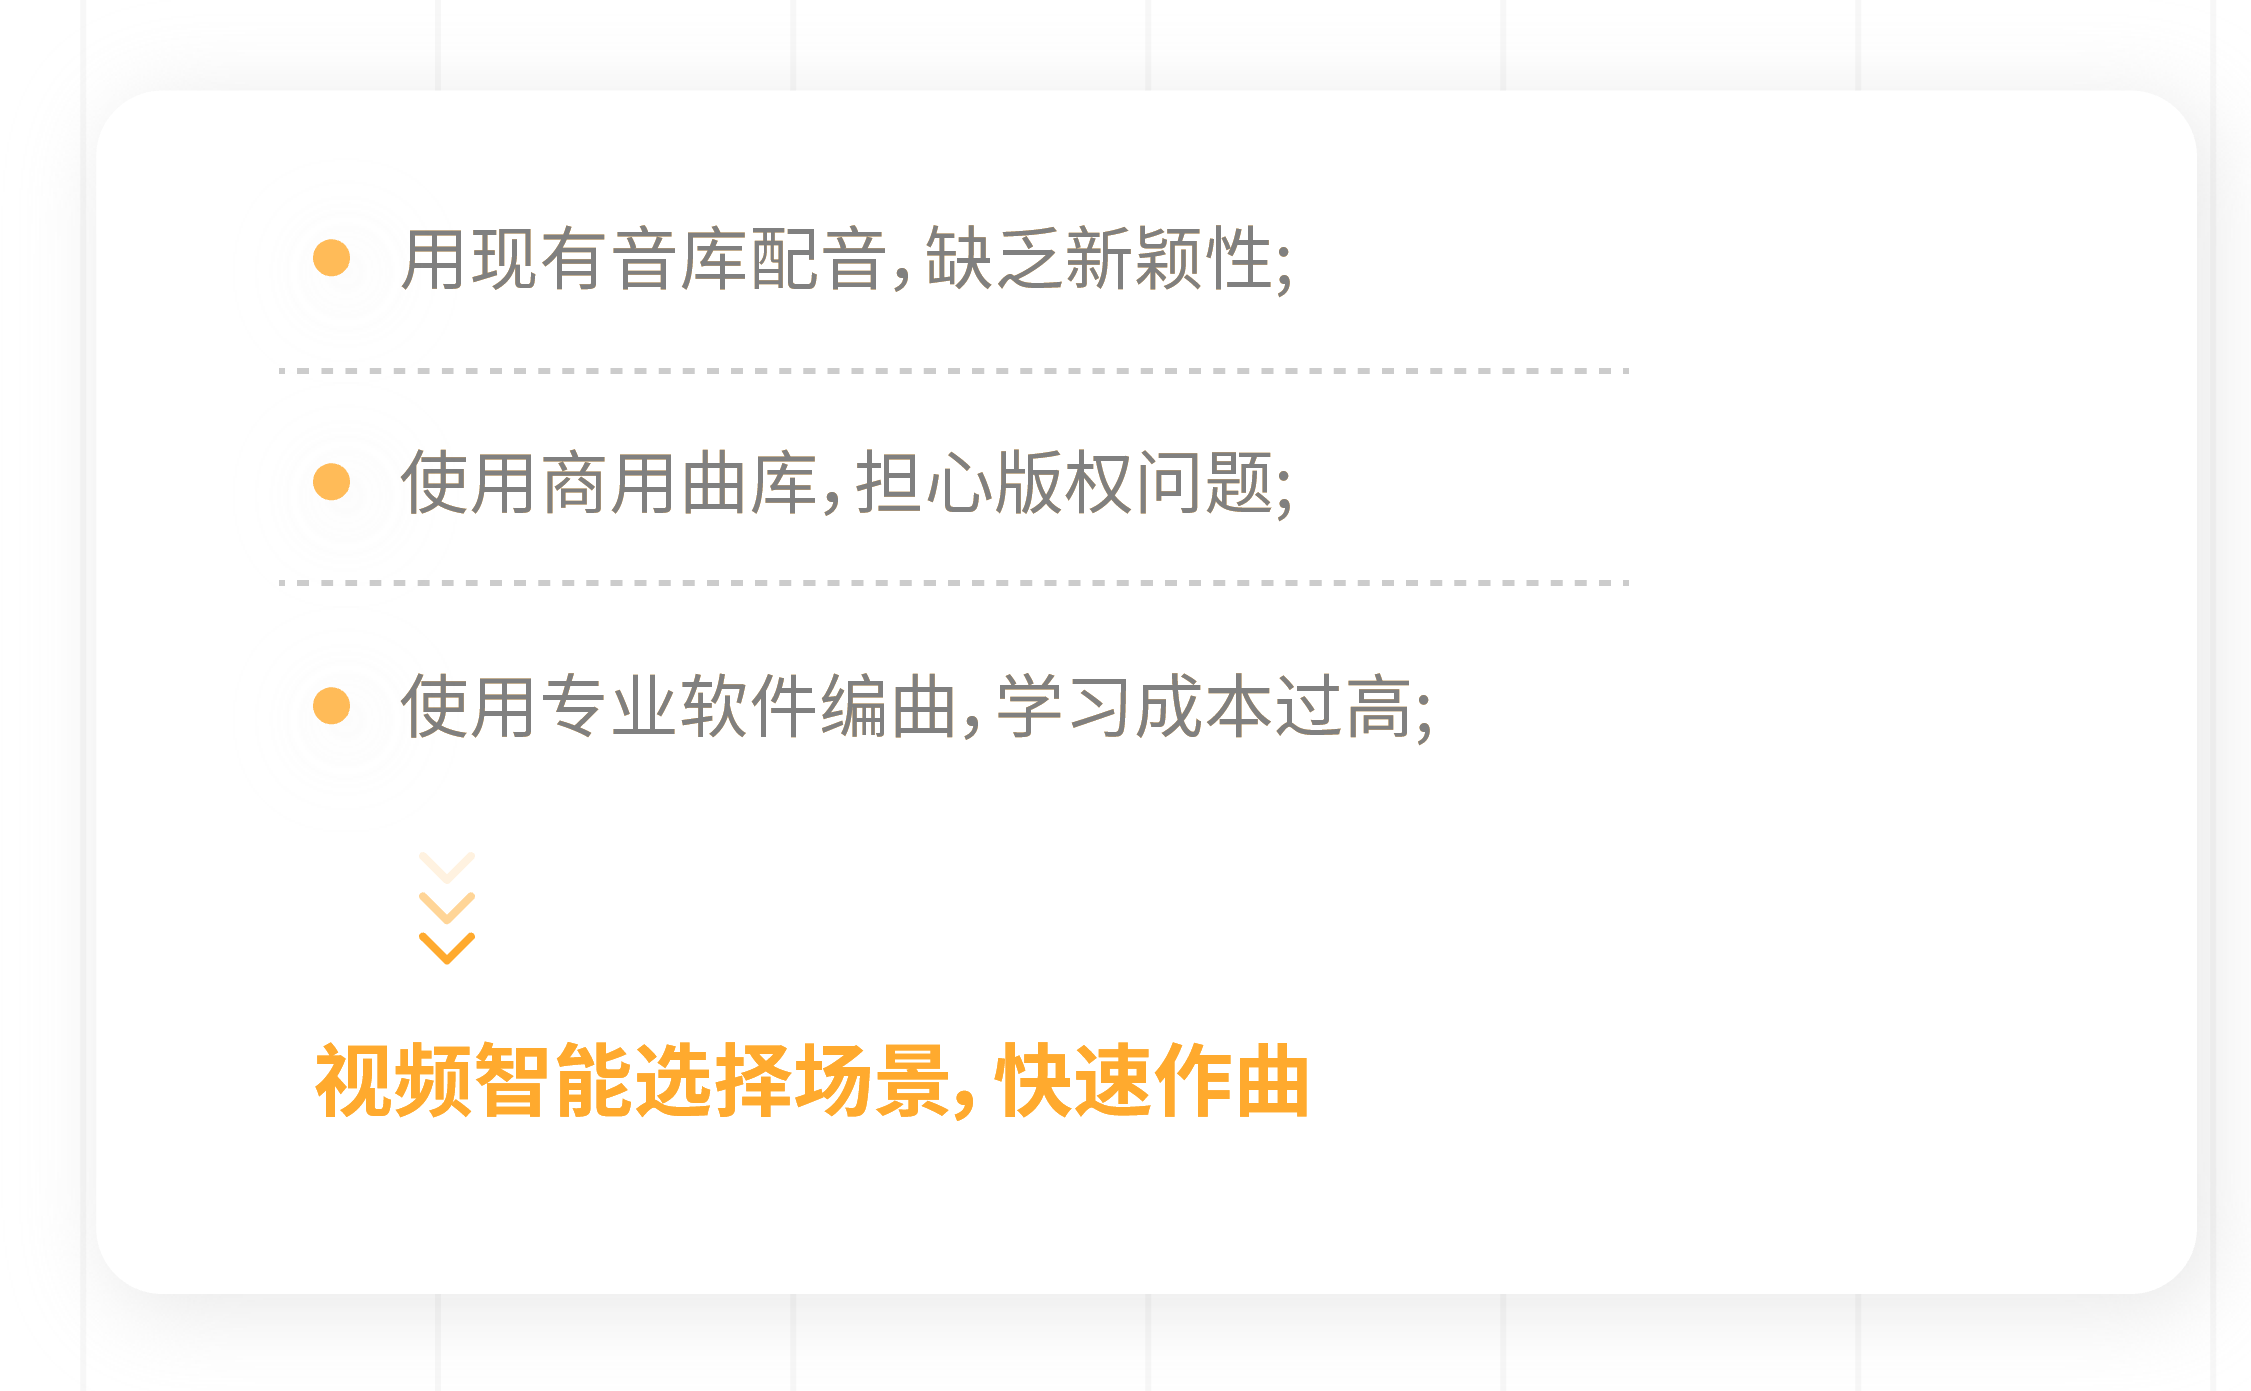 用现有音库配音，缺乏新颖性;
使用商用曲库，担心版权问题;
使用专业软件编曲，学习成本过高;
视频智能选择场景，快速作曲